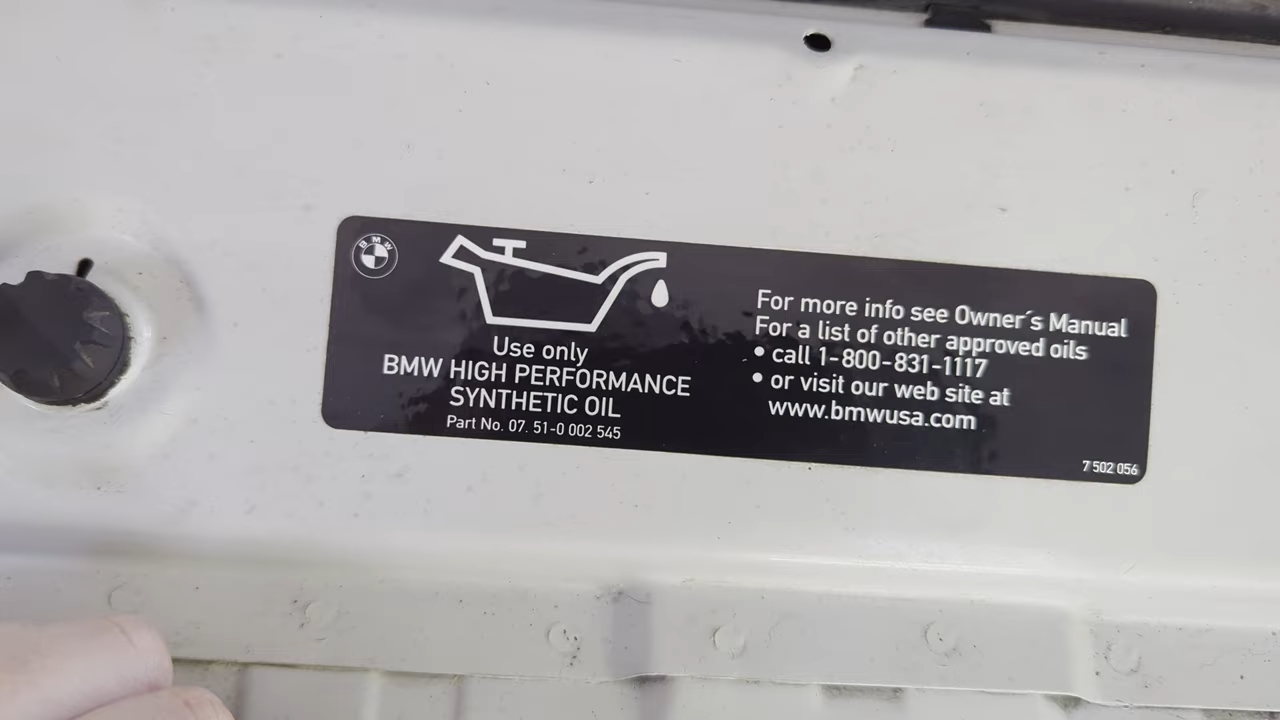 BMW
Use only
BMW HIGH PERFORMANCE
SYNTHETIC OIL
Part No. 07. 51-0 002 545
For more info see Owner´s Manual
For a list of other approved oils
• call 1-800-831-1117
• or visit our web site at
www.bmwusa.com
7 502 056